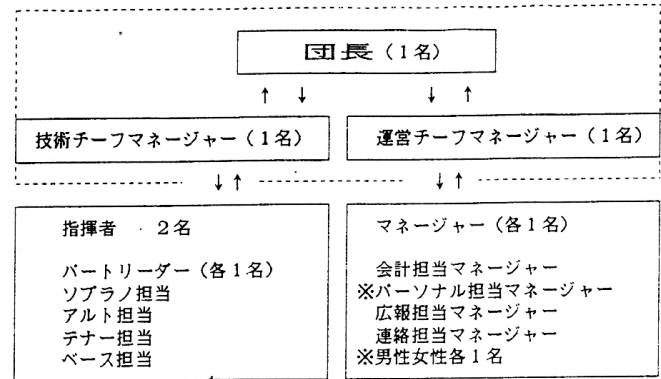 団長（1名）
↑ ↓ ↓ ↑
技術チーフマネージャー（1名）
運営チーフマネージャー（1名）
↓↑ ↓↑
指揮者 ・ 2名
パートリーダー（各1名）
ソプラノ担当
アルト担当
テナー担当
ベース担当
マネージャー（各1名）
会計担当マネージャー
※パーソナル担当マネージャー
広報担当マネージャー
連絡担当マネージャー
※男性女性各1名